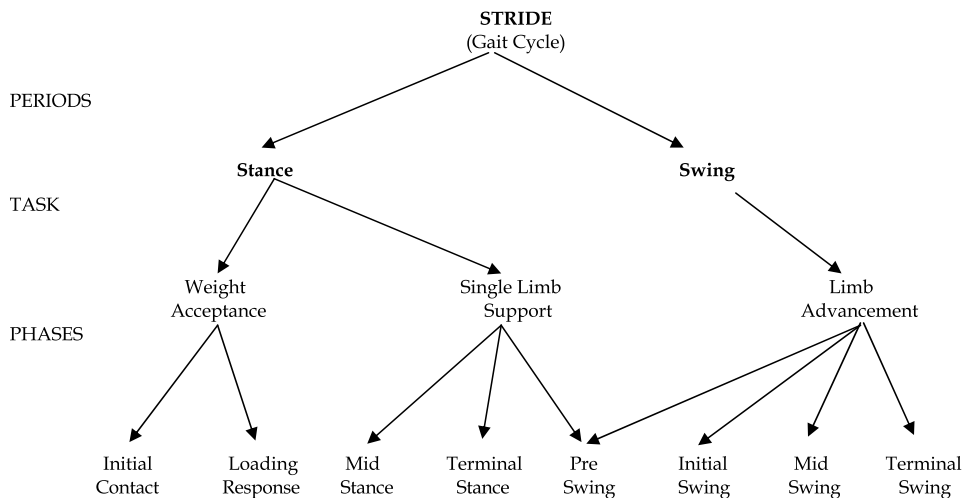 STRIDE
(Gait Cycle)
PERIODS
Stance
Swing
TASK
Weight
Acceptance
Single Limb
Support
Limb
Advancement
PHASES
Initial
Contact
Loading
Response
Mid
Stance
Terminal
Stance
Pre
Swing
Initial
Swing
Mid
Swing
Terminal
Swing